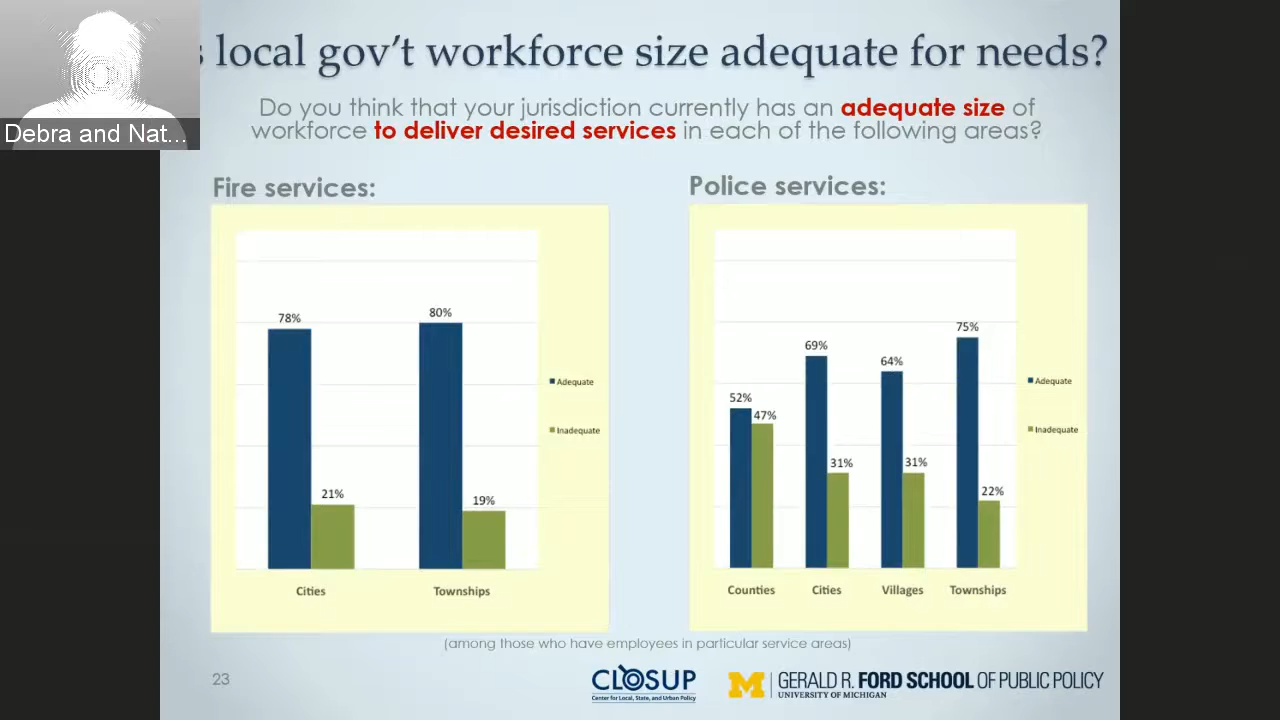 s local gov't workforce size adequate for needs?
Debra and Nat...
Do you think that your jurisdiction currently has an adequate size of
workforce to deliver desired services in each of the following areas?
Fire services:
78%
21%
80%
19%
Adequate
Inadequate
Cities
Townships
Police services:
52%
47%
69%
31%
64%
31%
75%
22%
Adequate
Inadequate
Counties
Cities
Villages
Townships
(among those who have employees in particular service areas)
23
CLOSUP
Center for Local, State, and Urban Policy
M
GERALD R. FORD SCHOOL OF PUBLIC POLICY
UNIVERSITY OF MICHIGAN